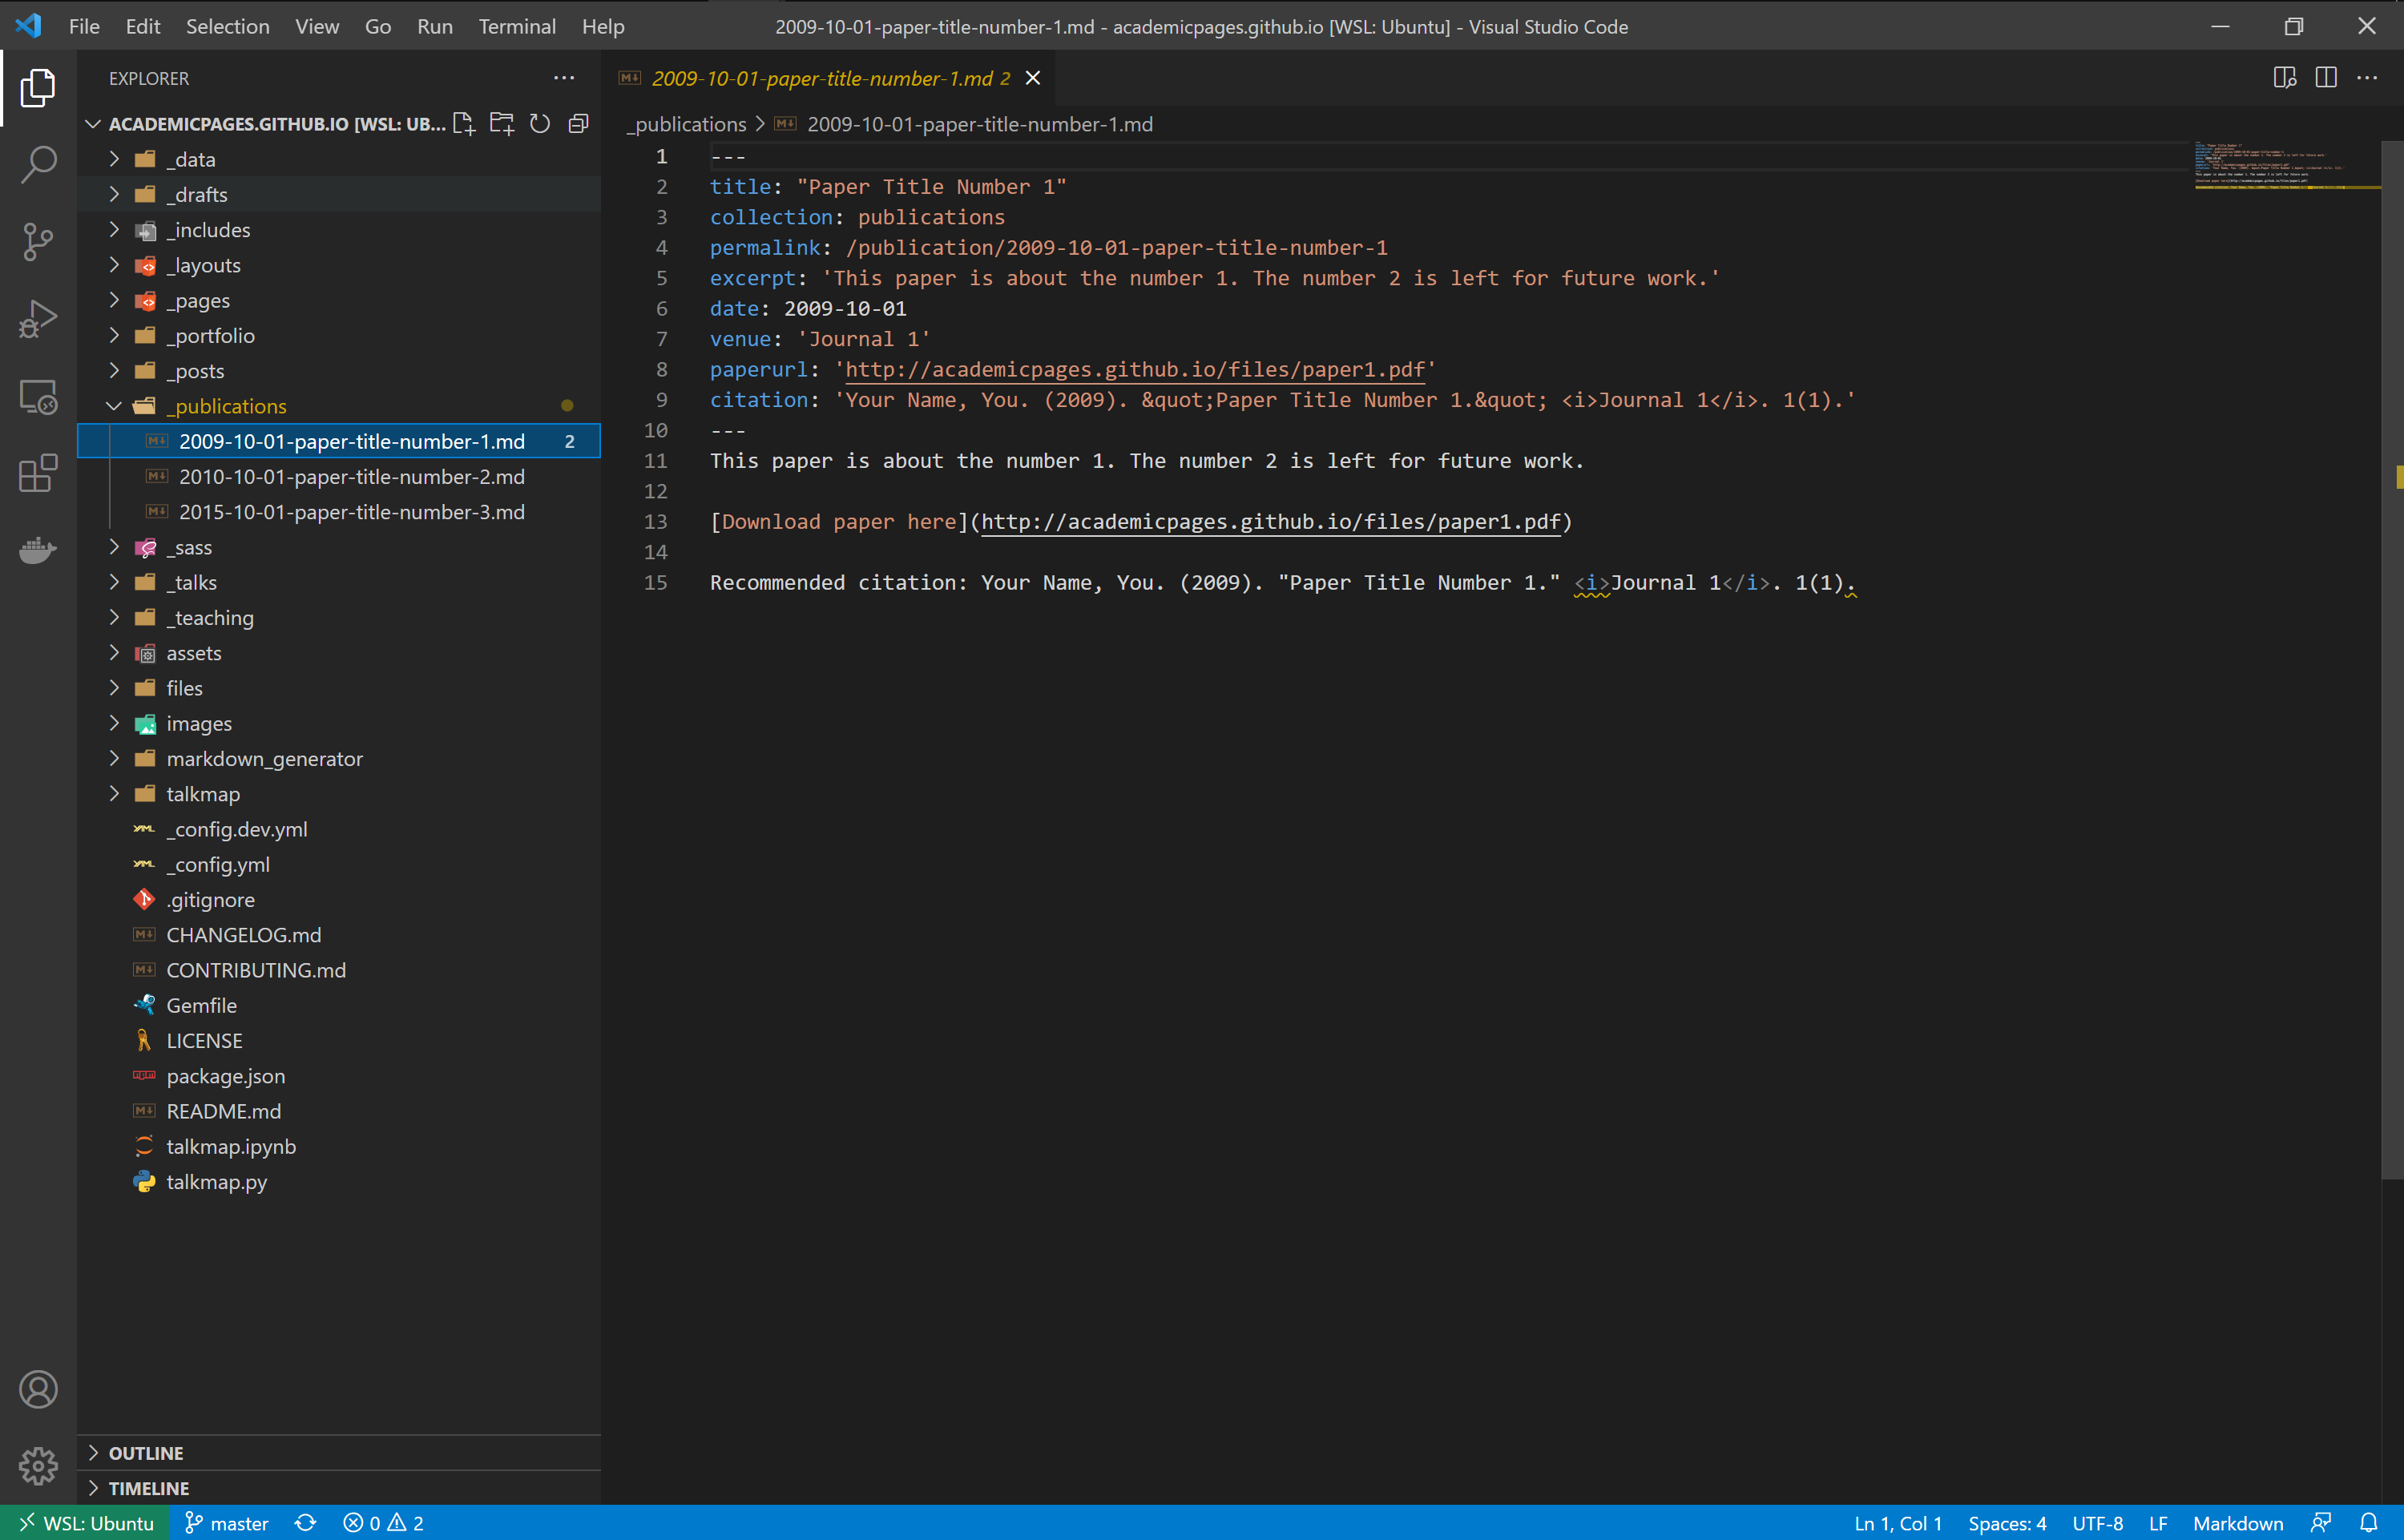 File Edit Selection View Go Run Terminal Help
2009-10-01-paper-title-number-1.md - academicpages.github.io [WSL: Ubuntu] - Visual Studio Code
EXPLORER
ACADEMICPAGES.GITHUB.IO [WSL: UB...
_data
_drafts
_includes
_layouts
_pages
_portfolio
_posts
_publications
2009-10-01-paper-title-number-1.md 2
2010-10-01-paper-title-number-2.md
2015-10-01-paper-title-number-3.md
_sass
_talks
_teaching
assets
files
images
markdown_generator
talkmap
_config.dev.yml
_config.yml
.gitignore
CHANGELOG.md
CONTRIBUTING.md
Gemfile
LICENSE
package.json
README.md
talkmap.ipynb
talkmap.py
OUTLINE
TIMELINE
2009-10-01-paper-title-number-1.md 2
_publications > 2009-10-01-paper-title-number-1.md
1 ---
2 title: "Paper Title Number 1"
3 collection: publications
4 permalink: /publication/2009-10-01-paper-title-number-1
5 excerpt: 'This paper is about the number 1. The number 2 is left for future work.'
6 date: 2009-10-01
7 venue: 'Journal 1'
8 paperurl: 'http://academicpages.github.io/files/paper1.pdf'
9 citation: 'Your Name, You. (2009). &quot;Paper Title Number 1.&quot; <i>Journal 1</i>. 1(1).'
10 ---
11 This paper is about the number 1. The number 2 is left for future work.
12
13 [Download paper here](http://academicpages.github.io/files/paper1.pdf)
14
15 Recommended citation: Your Name, You. (2009). "Paper Title Number 1." <i>Journal 1</i>. 1(1).
WSL: Ubuntu master 0 2 Ln 1, Col 1 Spaces: 4 UTF-8 LF Markdown